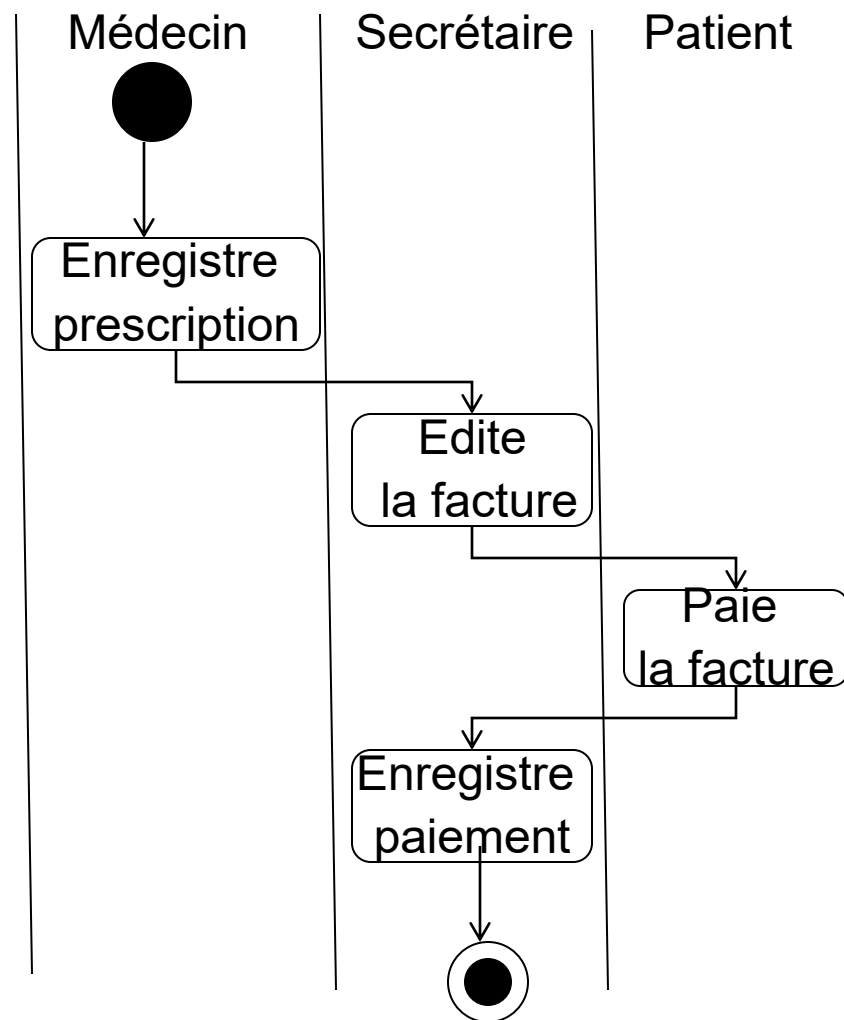 Médecin
Secrétaire
Patient
Enregistre
prescription
Edite
la facture
Paie
la facture
Enregistre
paiement